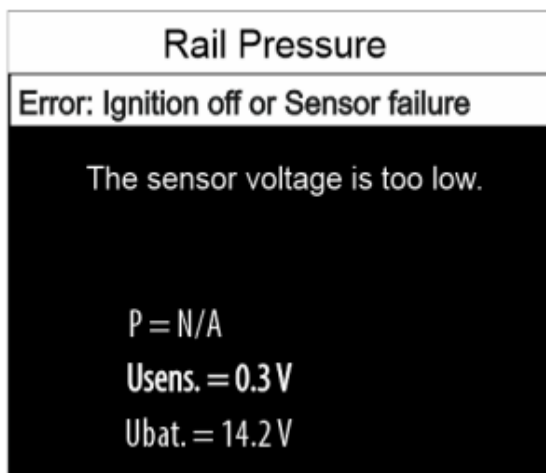 Rail Pressure
Error: Ignition off or Sensor failure
The sensor voltage is too low.
P = N/A
Usens. = 0.3 V
Ubat. = 14.2 V